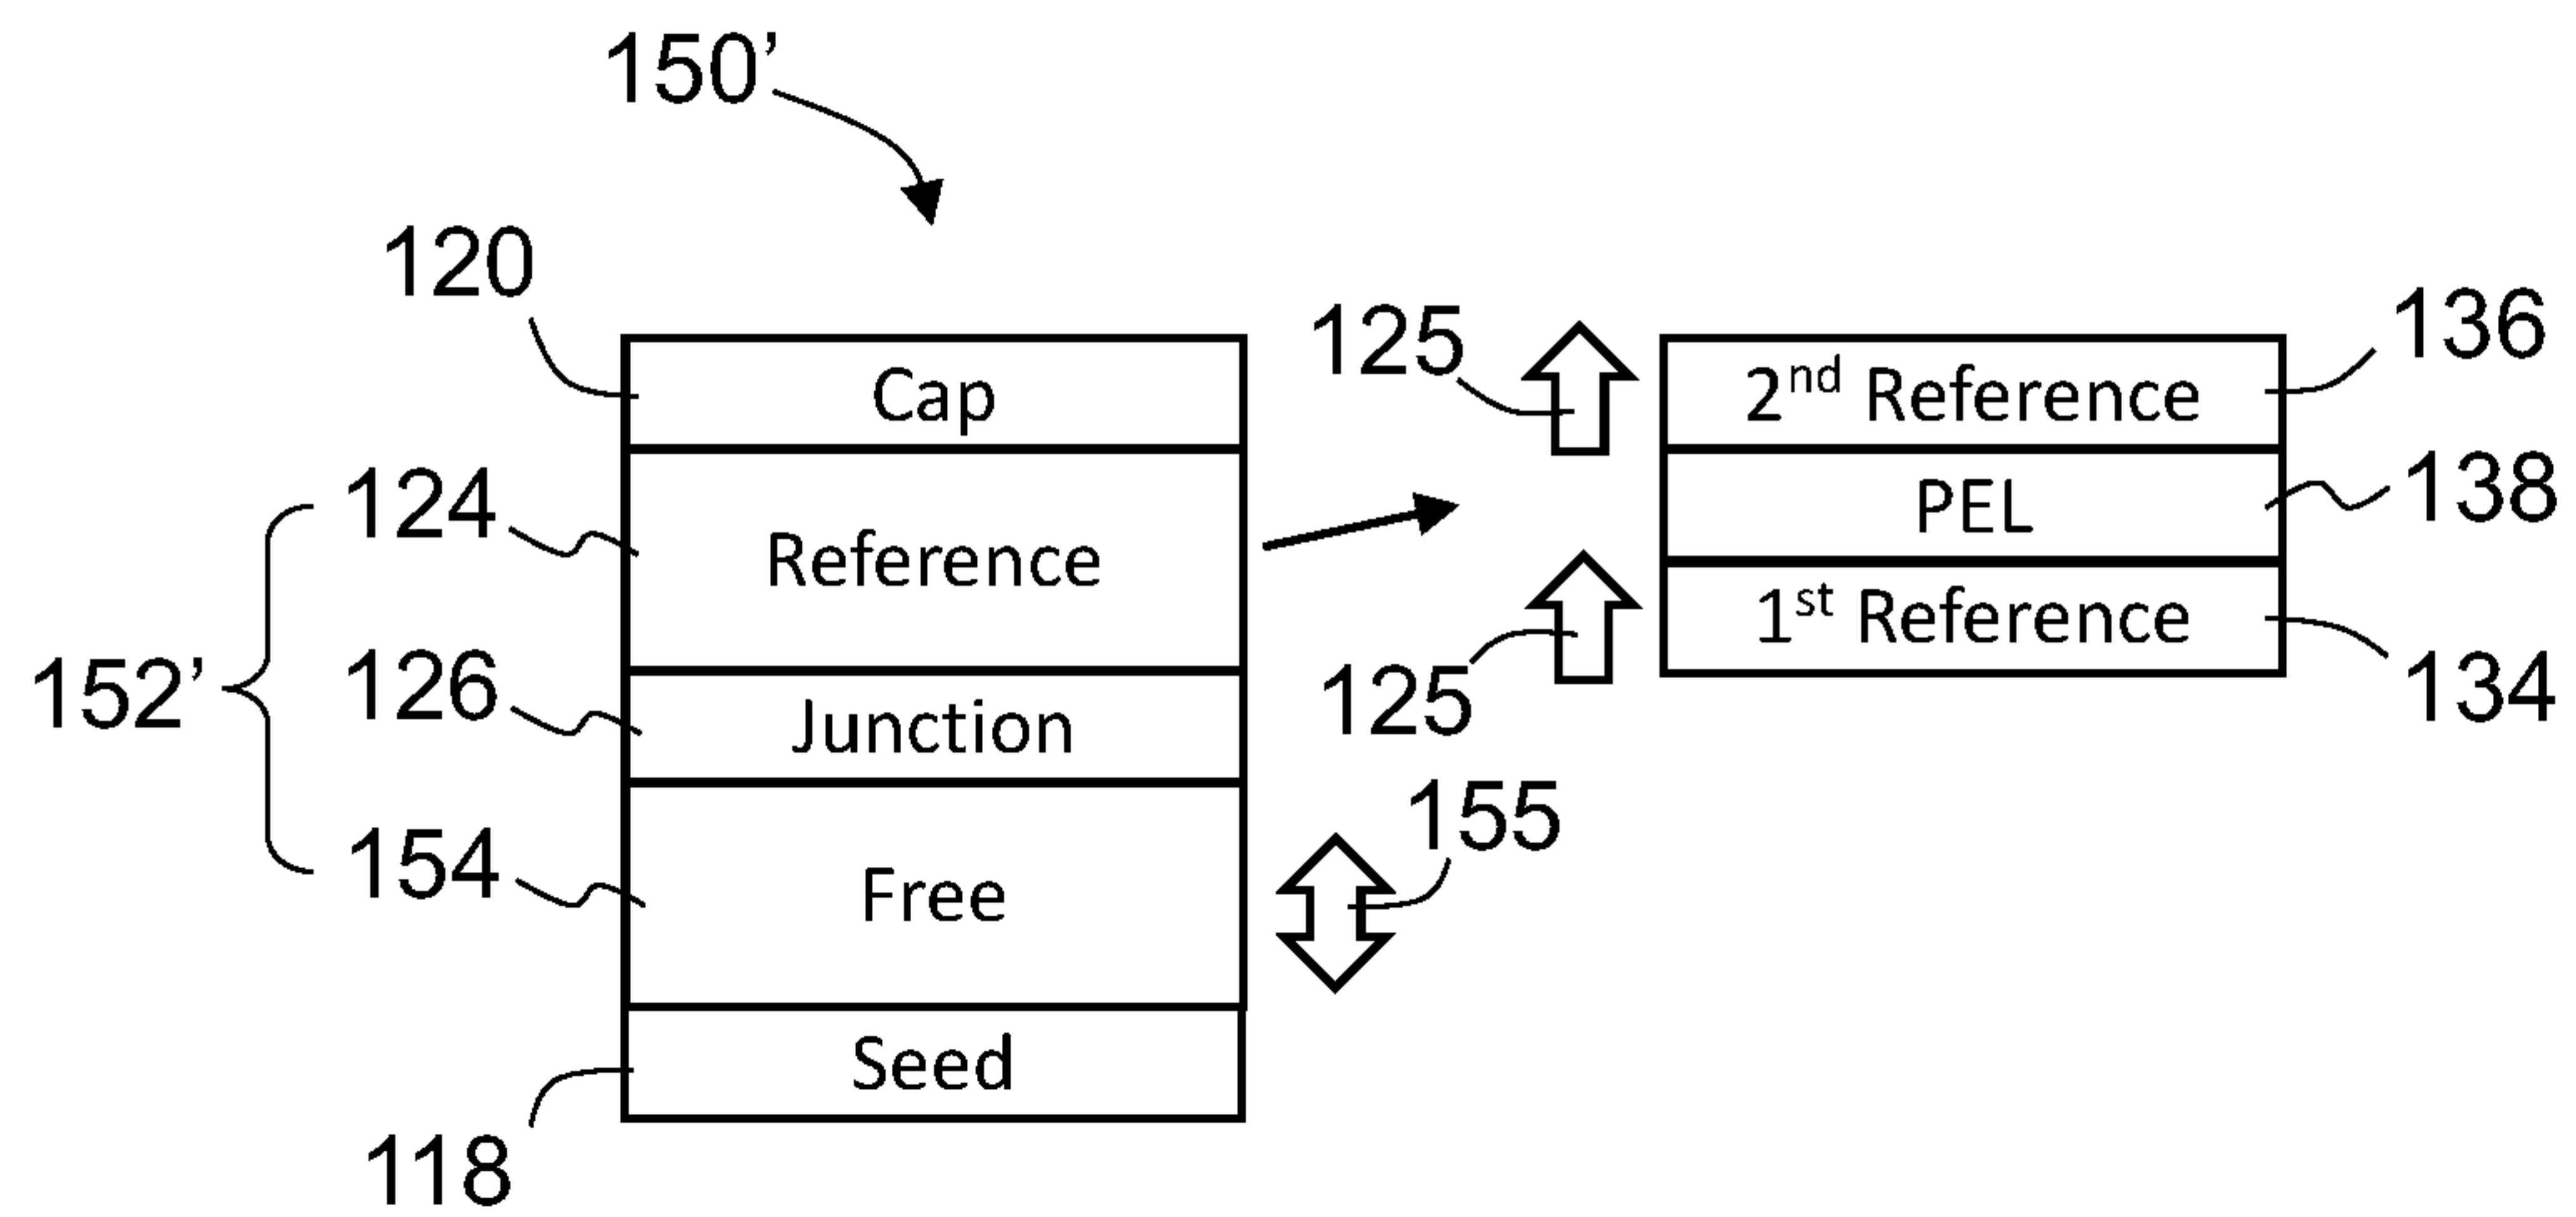 150’
120
Cap
125
2nd Reference
136
124
Reference
PEL
138
152’
126
Junction
125
1st Reference
134
154
Free
155
Seed
118